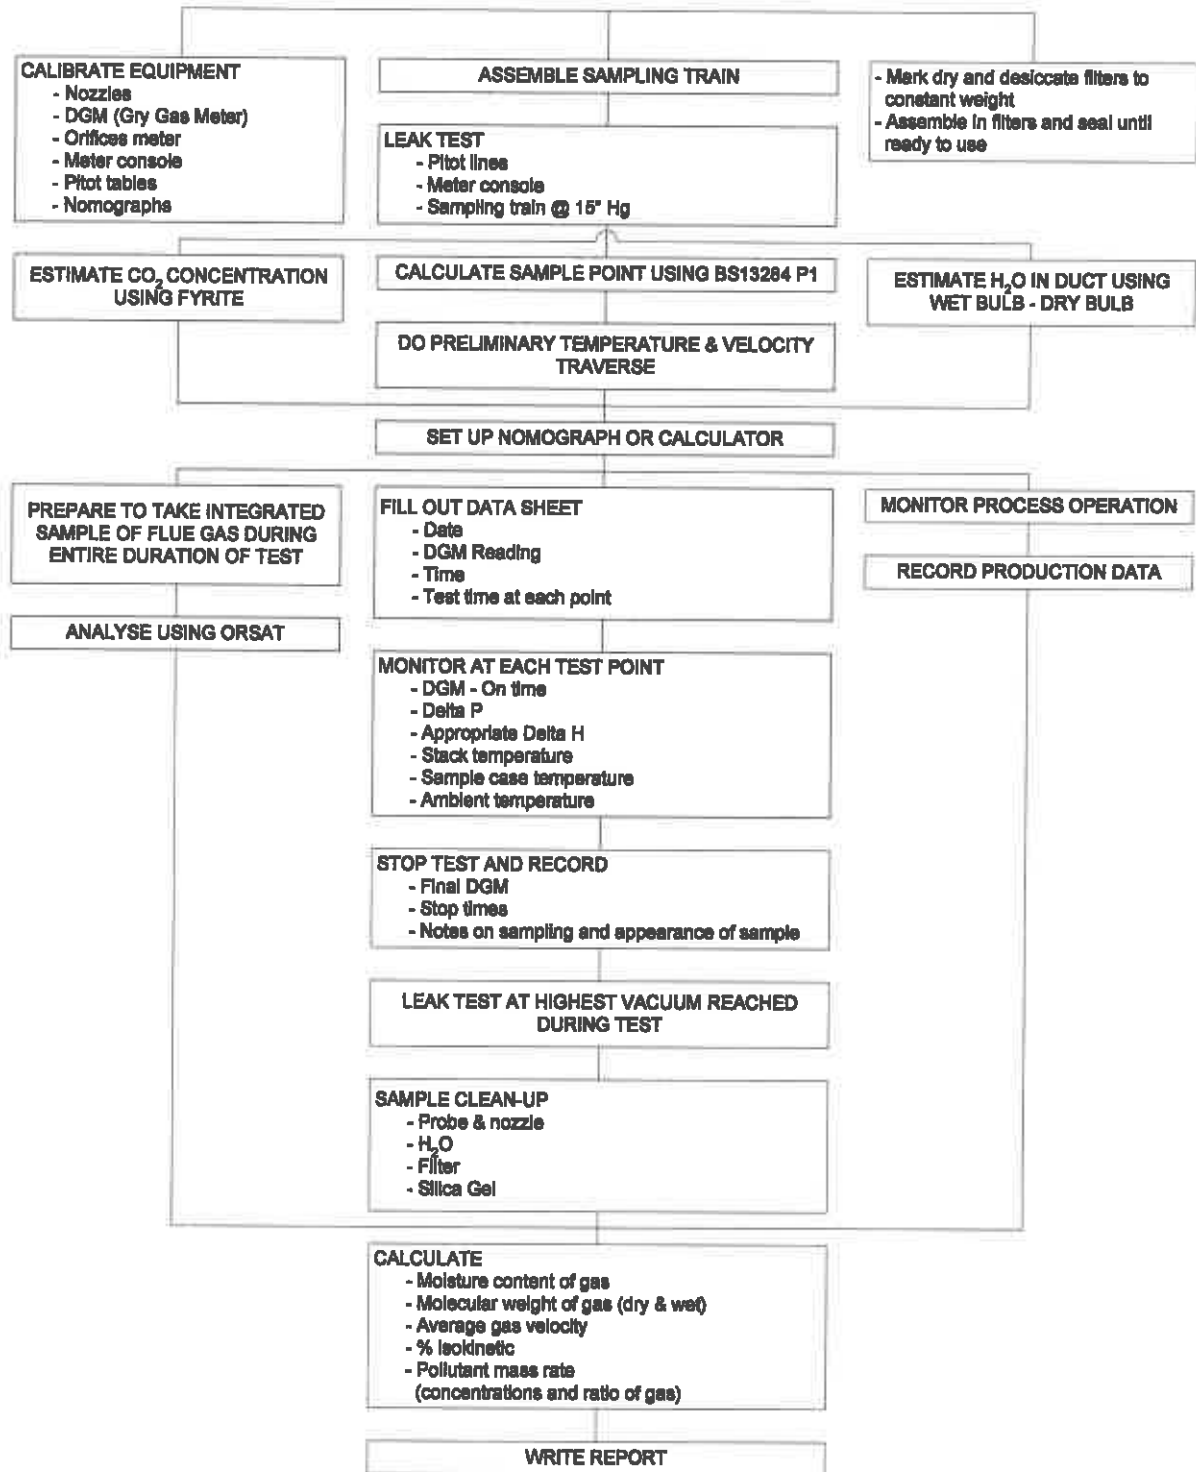 CALIBRATE EQUIPMENT
- Nozzles
- DGM (Gry Gas Meter)
- Orifices meter
- Meter console
- Pitot tables
- Nomographs
ASSEMBLE SAMPLING TRAIN
LEAK TEST
- Pitot lines
- Meter console
- Sampling train @ 15" Hg
- Mark dry and desiccate filters to
constant weight
- Assemble in filters and seal until
ready to use
ESTIMATE CO₂ CONCENTRATION
USING FYRITE
CALCULATE SAMPLE POINT USING BS13284 P1
ESTIMATE H₂O IN DUCT USING
WET BULB - DRY BULB
DO PRELIMINARY TEMPERATURE & VELOCITY
TRAVERSE
SET UP NOMOGRAPH OR CALCULATOR
PREPARE TO TAKE INTEGRATED
SAMPLE OF FLUE GAS DURING
ENTIRE DURATION OF TEST
ANALYSE USING ORSAT
FILL OUT DATA SHEET
- Date
- DGM Reading
- Time
- Test time at each point
MONITOR PROCESS OPERATION
RECORD PRODUCTION DATA
MONITOR AT EACH TEST POINT
- DGM - On time
- Delta P
- Appropriate Delta H
- Stack temperature
- Sample case temperature
- Ambient temperature
STOP TEST AND RECORD
- Final DGM
- Stop times
- Notes on sampling and appearance of sample
LEAK TEST AT HIGHEST VACUUM REACHED
DURING TEST
SAMPLE CLEAN-UP
- Probe & nozzle
- H₂O
- Filter
- Silica Gel
CALCULATE
- Moisture content of gas
- Molecular weight of gas (dry & wet)
- Average gas velocity
- % isokinetic
- Pollutant mass rate
(concentrations and ratio of gas)
WRITE REPORT